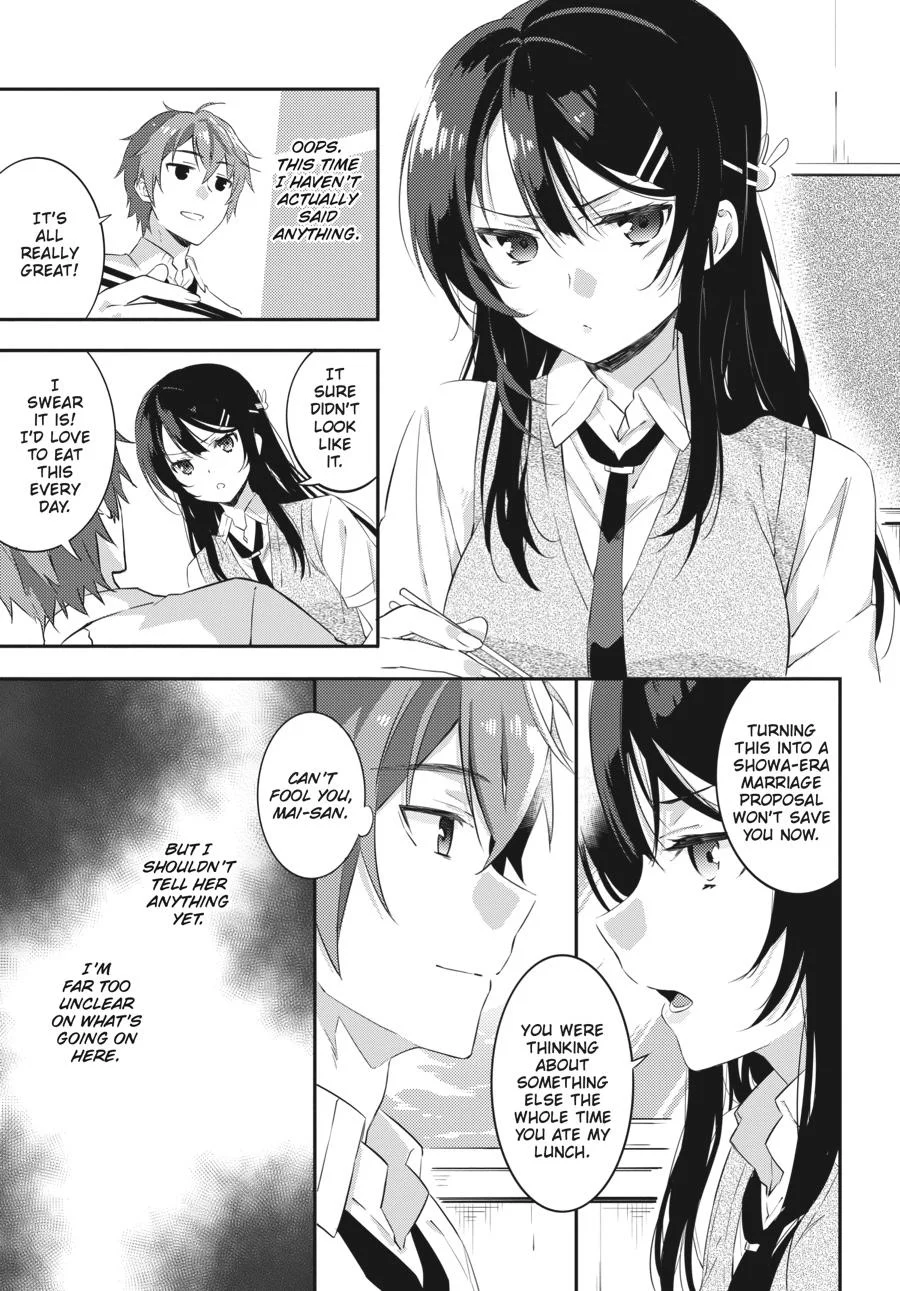 OOPS.
THIS TIME
I HAVEN'T
ACTUALLY
SAID
ANYTHING.
IT'S
ALL
REALLY
GREAT!
IT
SURE
DIDN'T
LOOK
LIKE
IT.
I
SWEAR
IT IS!
I'D LOVE
TO EAT
THIS
EVERY
DAY.
TURNING
THIS INTO A
SHOWA-ERA
MARRIAGE
PROPOSAL
WON'T SAVE
YOU NOW.
YOU WERE
THINKING
ABOUT
SOMETHING
ELSE THE
WHOLE TIME
YOU ATE MY
LUNCH.
CAN'T
FOOL YOU,
MAI-SAN.
BUT I
SHOULDN'T
TELL HER
ANYTHING
YET.
I'M
FAR TOO
UNCLEAR
ON WHAT'S
GOING ON
HERE.